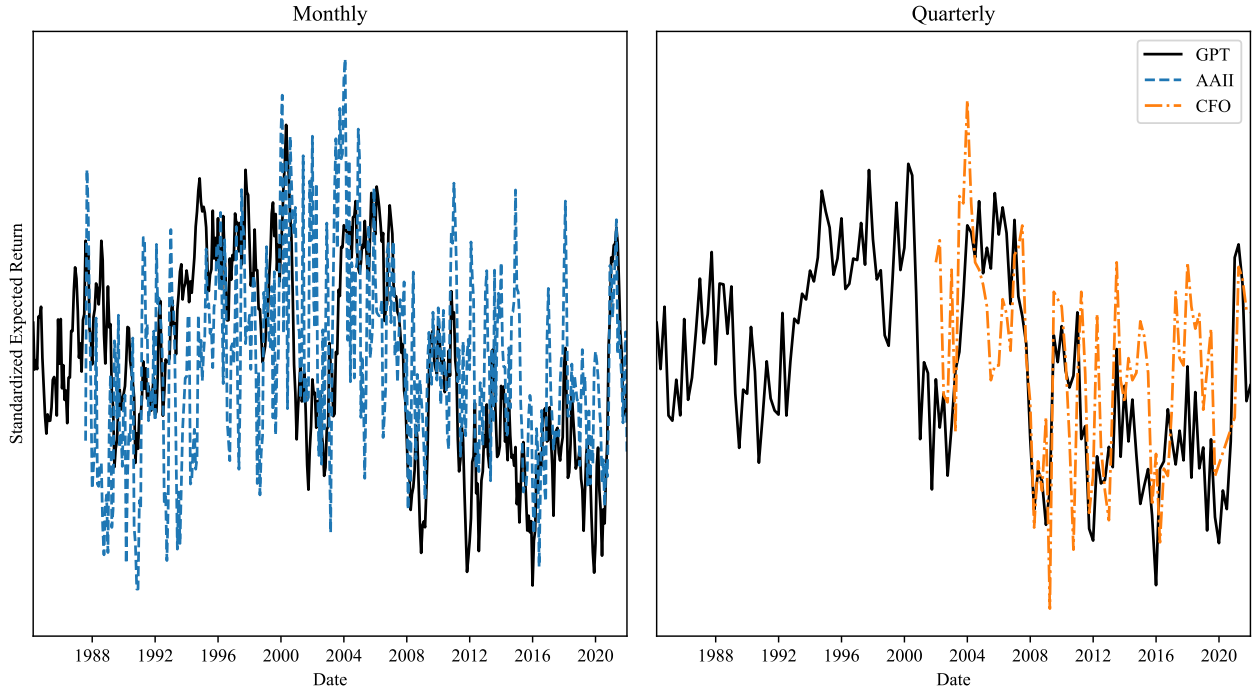 Monthly
Quarterly
Standardized Expected Return
GPT
AAII
CFO
1988 1992 1996 2000 2004 2008 2012 2016 2020
1988 1992 1996 2000 2004 2008 2012 2016 2020
Date
Date